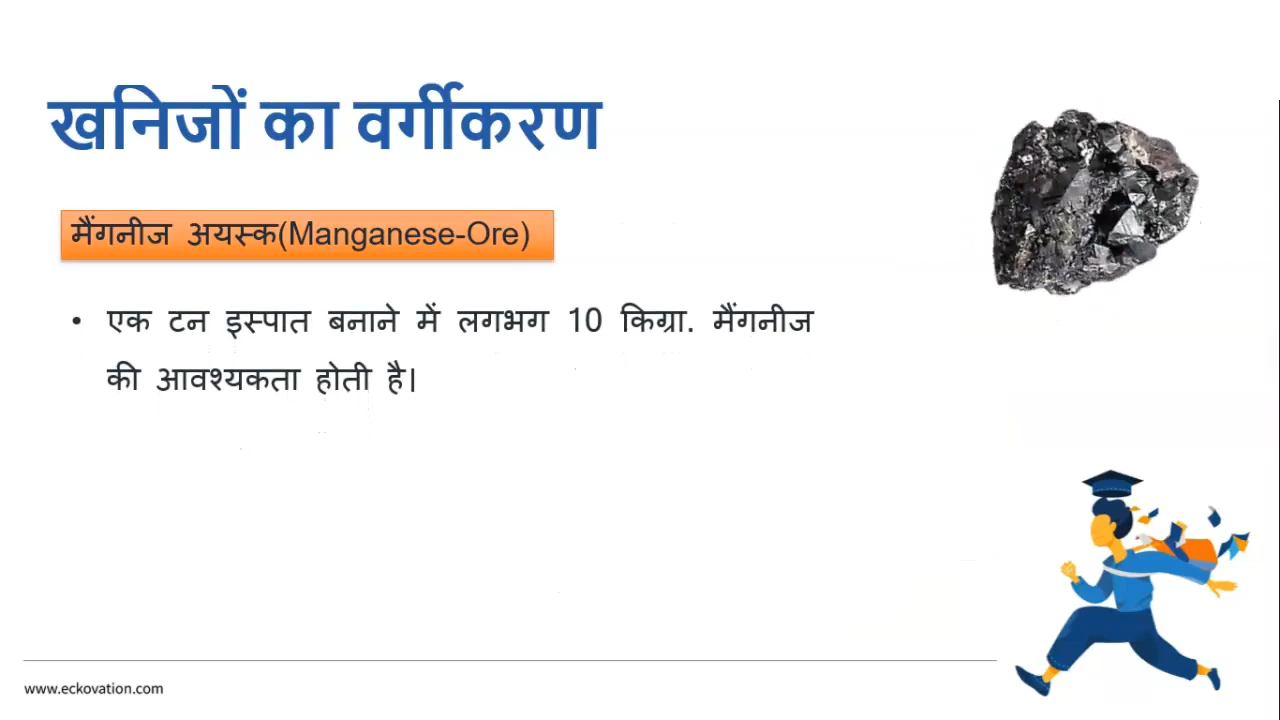 खनिजों का वर्गीकरण
मैंगनीज अयस्क(Manganese-Ore)
• एक टन इस्पात बनाने में लगभग 10 किग्रा. मैंगनीज
की आवश्यकता होती है।
www.eckovation.com